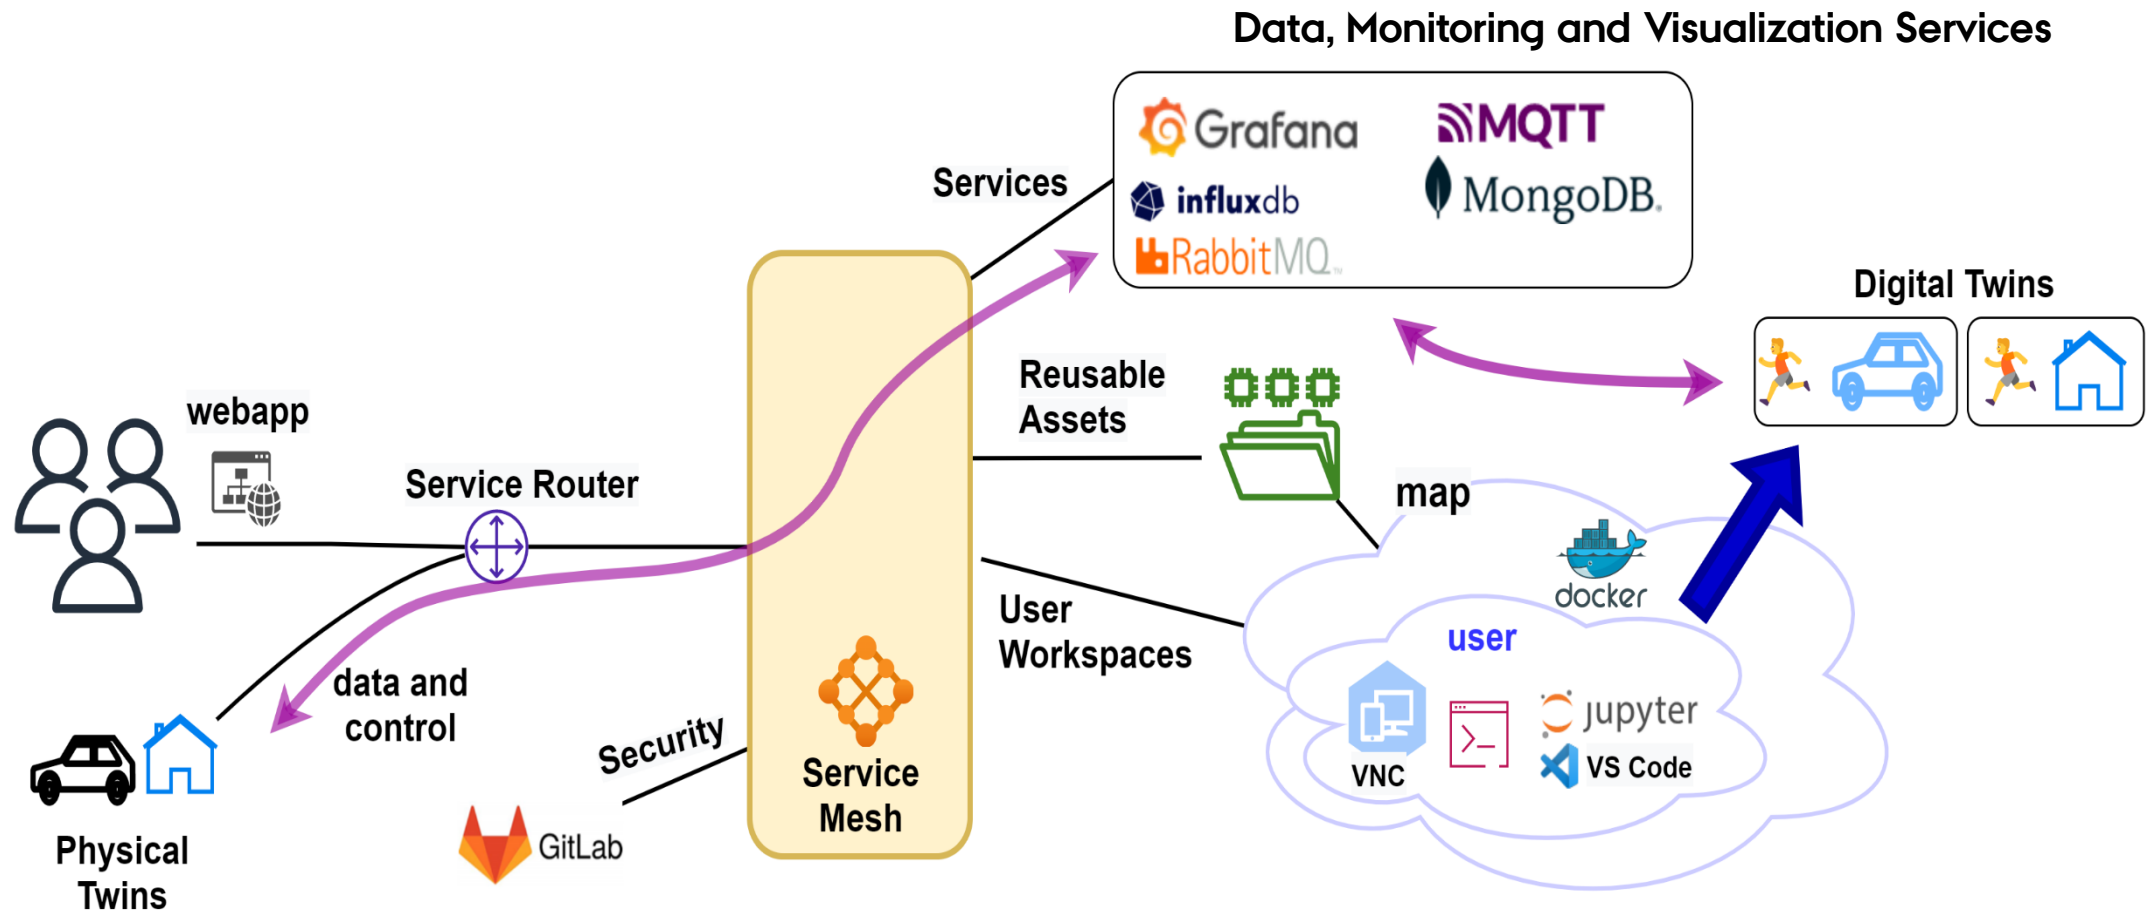 Data, Monitoring and Visualization Services
Grafana
MQTT
influxdb
MongoDB.
RabbitMQ
Services
Digital Twins
Reusable
Assets
webapp
Service Router
map
docker
User
Workspaces
user
data and
control
jupyter
VS Code
VNC
Security
Service
Mesh
GitLab
Physical
Twins